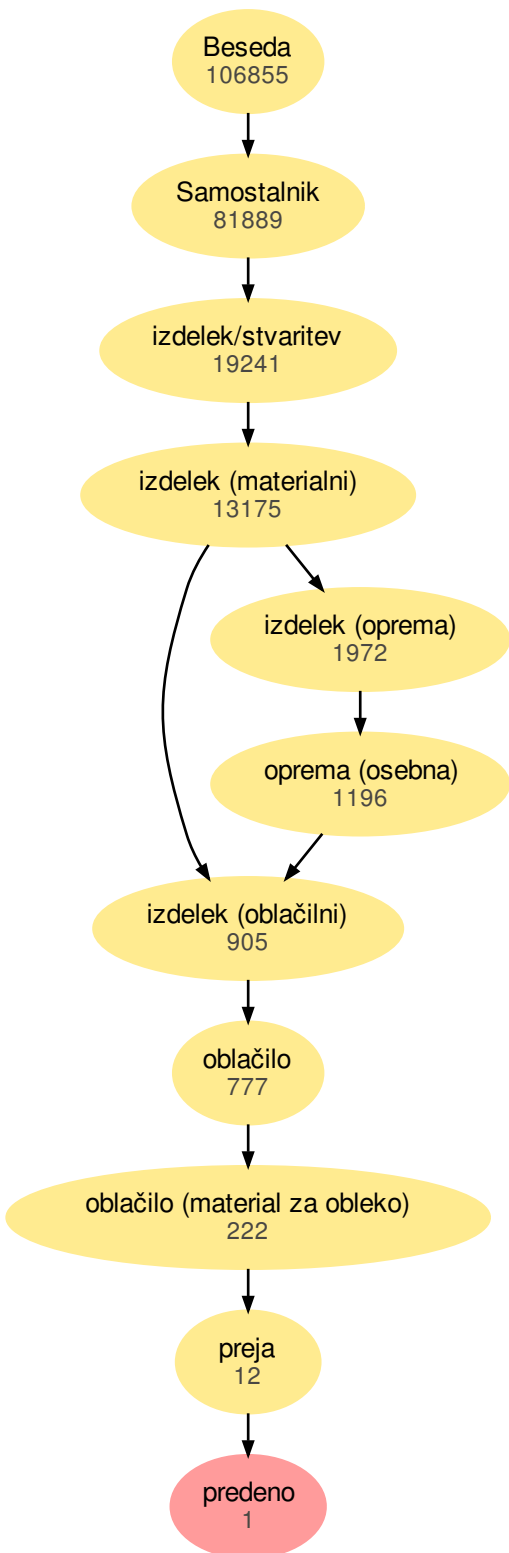 Beseda
106855
Samostalnik
81889
izdelek/stvaritev
19241
izdelek (materialni)
13175
izdelek (oprema)
1972
oprema (osebna)
1196
izdelek (oblačilni)
905
oblačilo
777
oblačilo (material za obleko)
222
preja
12
predeno
1